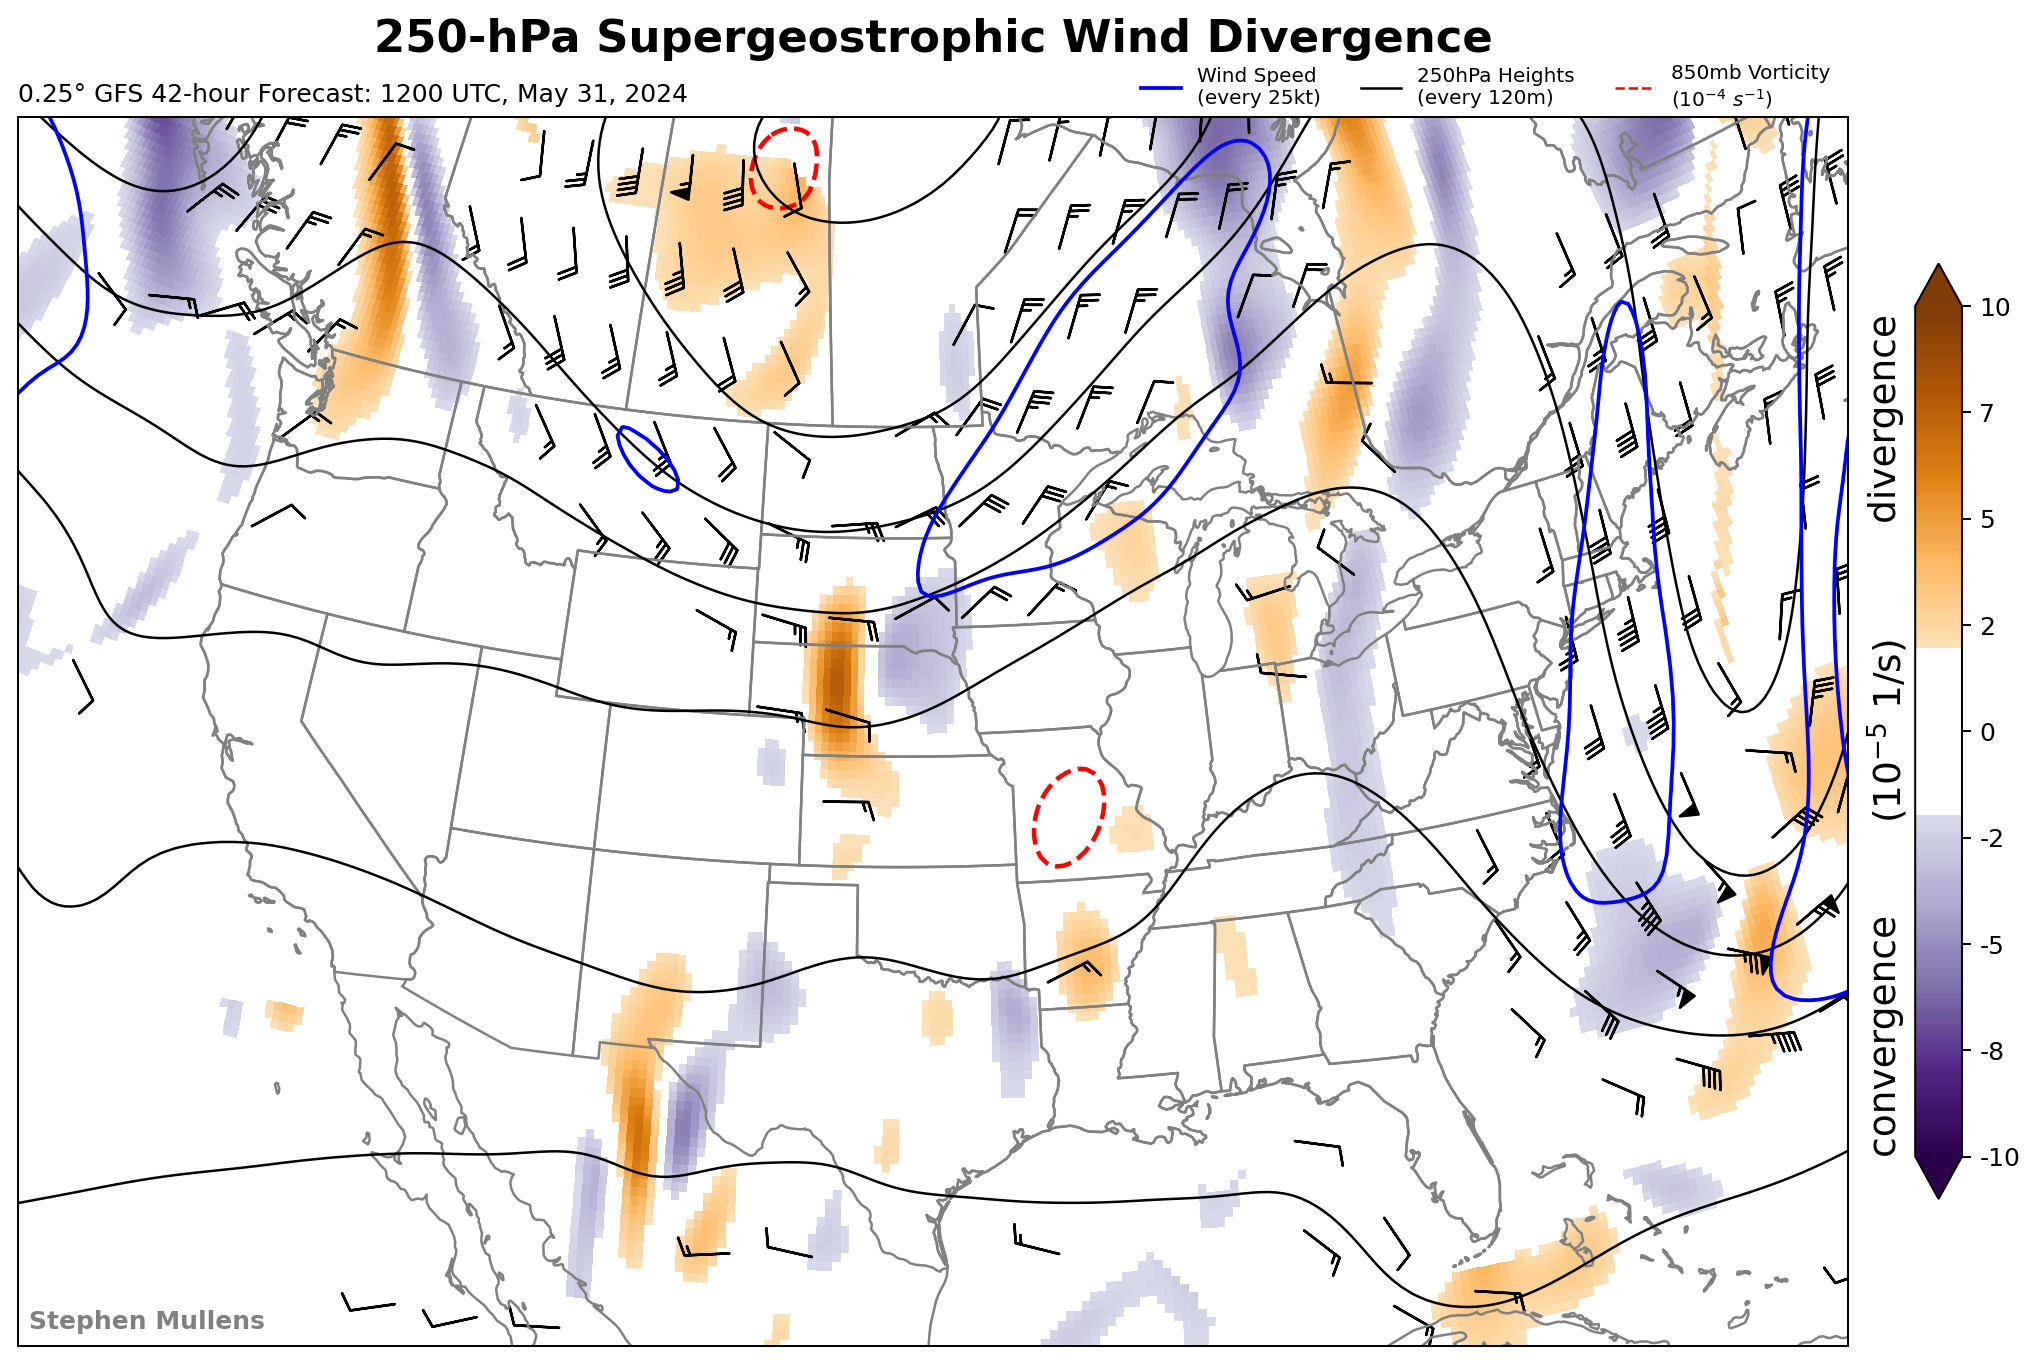 250-hPa Supergeostrophic Wind Divergence
0.25° GFS 42-hour Forecast: 1200 UTC, May 31, 2024
Wind Speed
(every 25kt)
250hPa Heights
(every 120m)
850mb Vorticity
(10⁻⁴ s⁻¹)
10
7
5
2
0
-2
-5
-8
-10
convergence (10⁻⁵ 1/s) divergence
Stephen Mullens